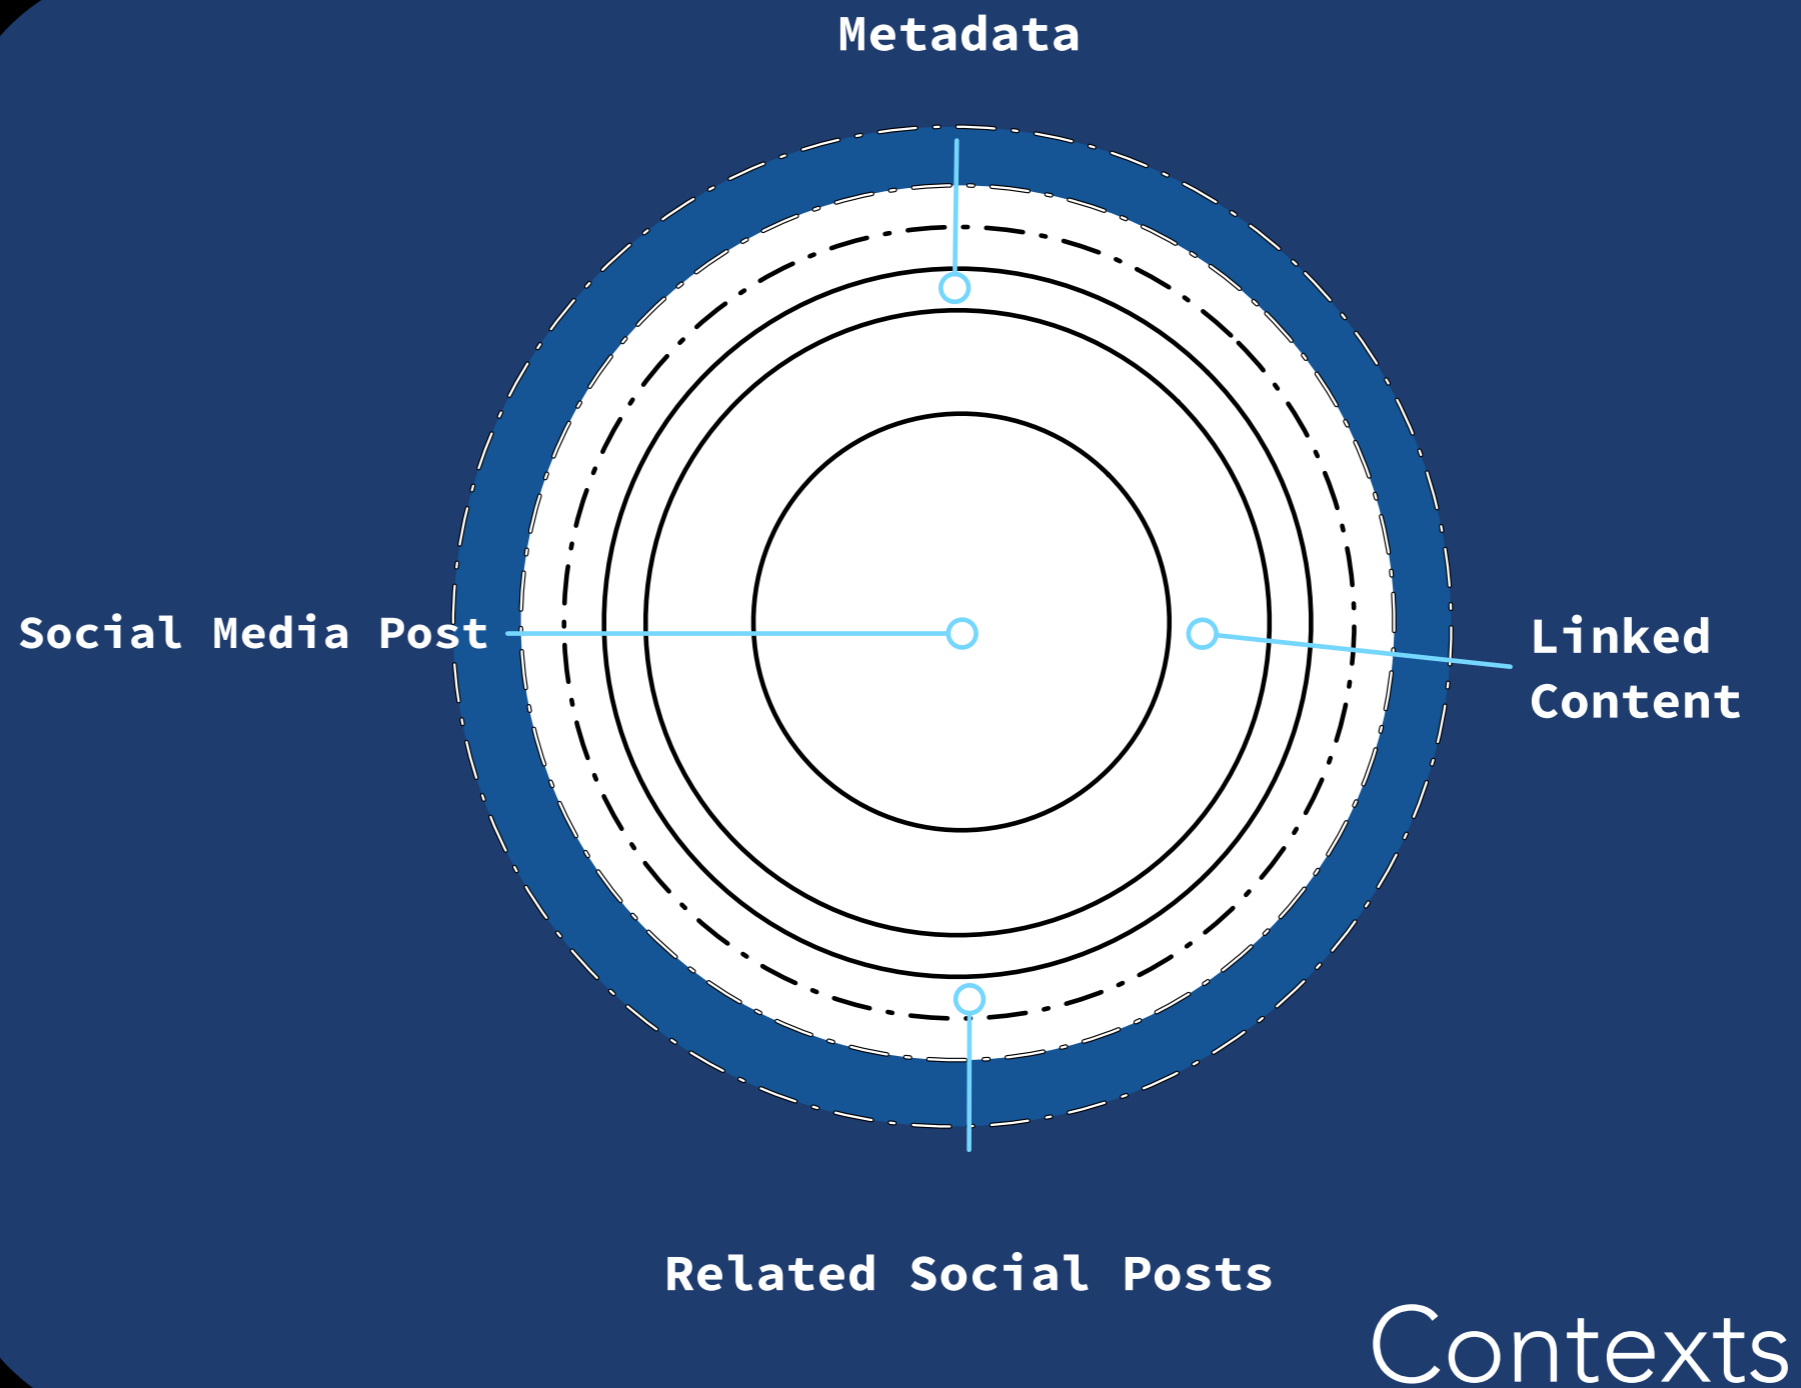 Metadata
Social Media Post
Linked
Content
Related Social Posts
Contexts